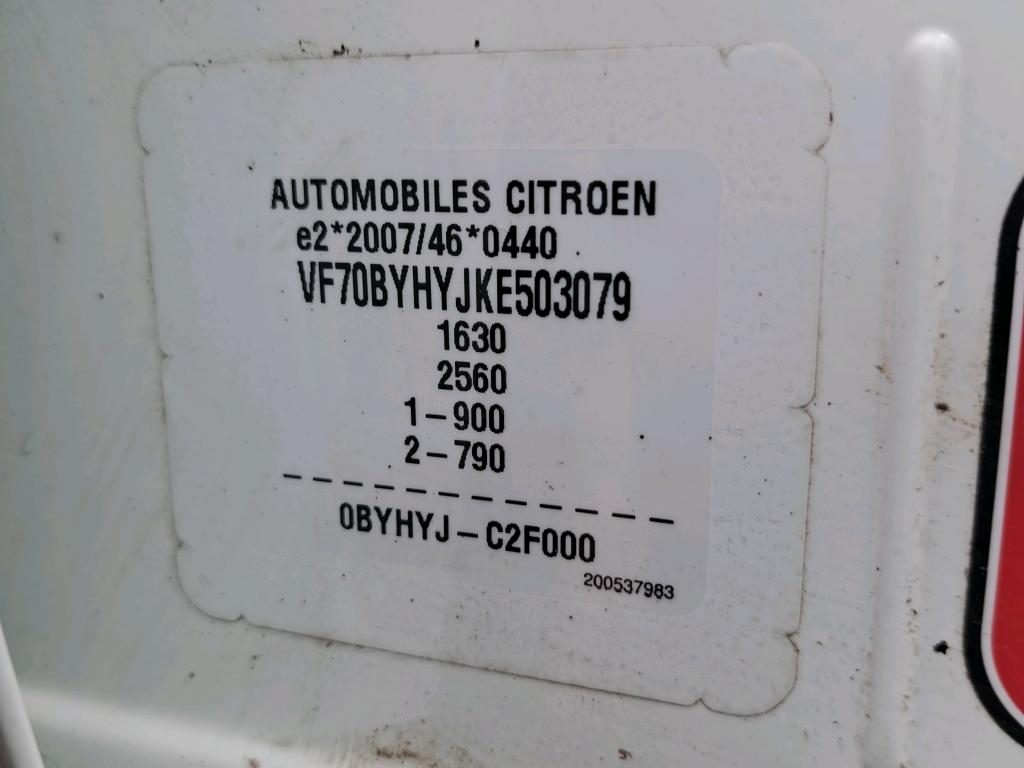 AUTOMOBILES CITROEN
e2*2007/46*0440
VF70BYHYJKE503079
1630
2560
1-900
2-790
- - - - - - - - - - - - -
0BYHYJ-C2F000
200537983